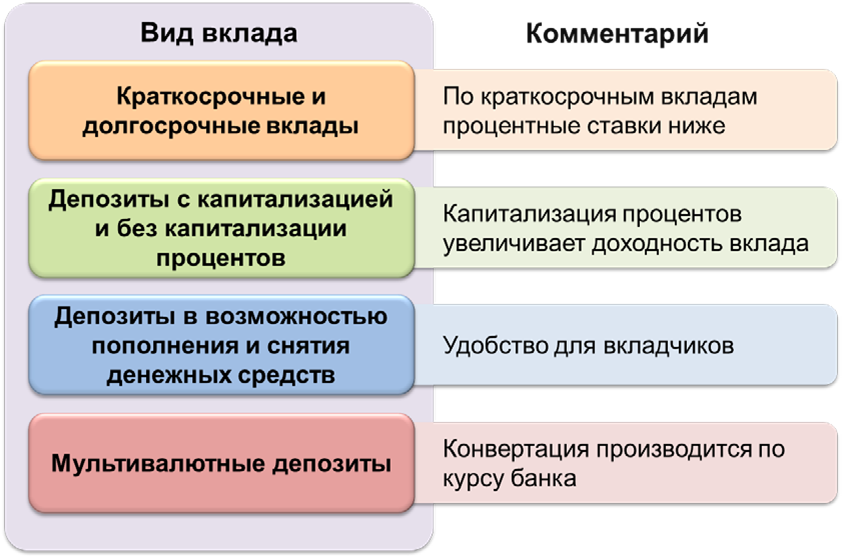 Вид вклада
Комментарий
Краткосрочные и
долгосрочные вклады
По краткосрочным вкладам
процентные ставки ниже
Депозиты с капитализацией
и без капитализации
процентов
Капитализация процентов
увеличивает доходность вклада
Депозиты в возможностью
пополнения и снятия
денежных средств
Удобство для вкладчиков
Мультивалютные депозиты
Конвертация производится по
курсу банка